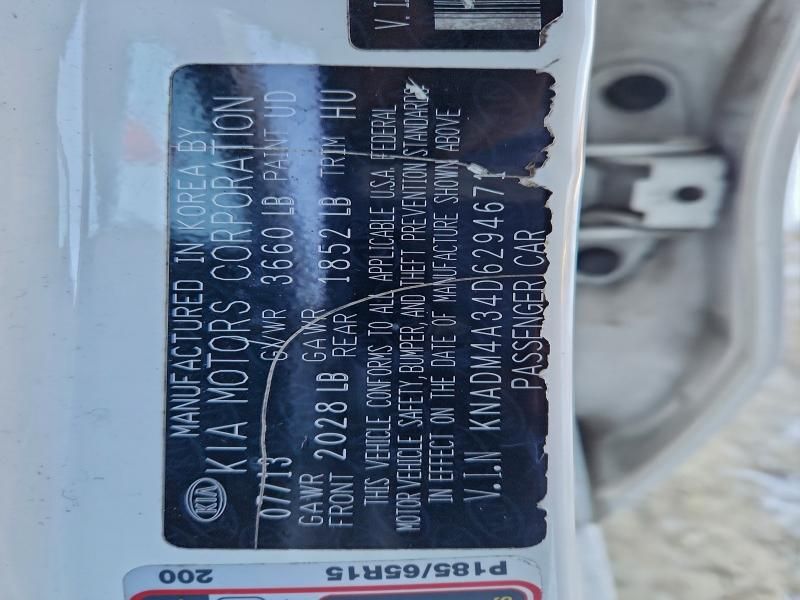 V.I
KIA
MANUFACTURED IN KOREA BY
KIA MOTORS CORPORATION
07/13 GVWR 3660 LB PAINT UD
GAWR FRONT 2028 LB GAWR REAR 1852 LB TRIM HU
THIS VEHICLE CONFORMS TO ALL APPLICABLE U.S.A. FEDERAL
MOTOR VEHICLE SAFETY, BUMPER, AND THEFT PREVENTION STANDARDS
IN EFFECT ON THE DATE OF MANUFACTURE SHOWN ABOVE
V.I.N KNADM4A34D6294671
PASSENGER CAR
P185/65R15
200